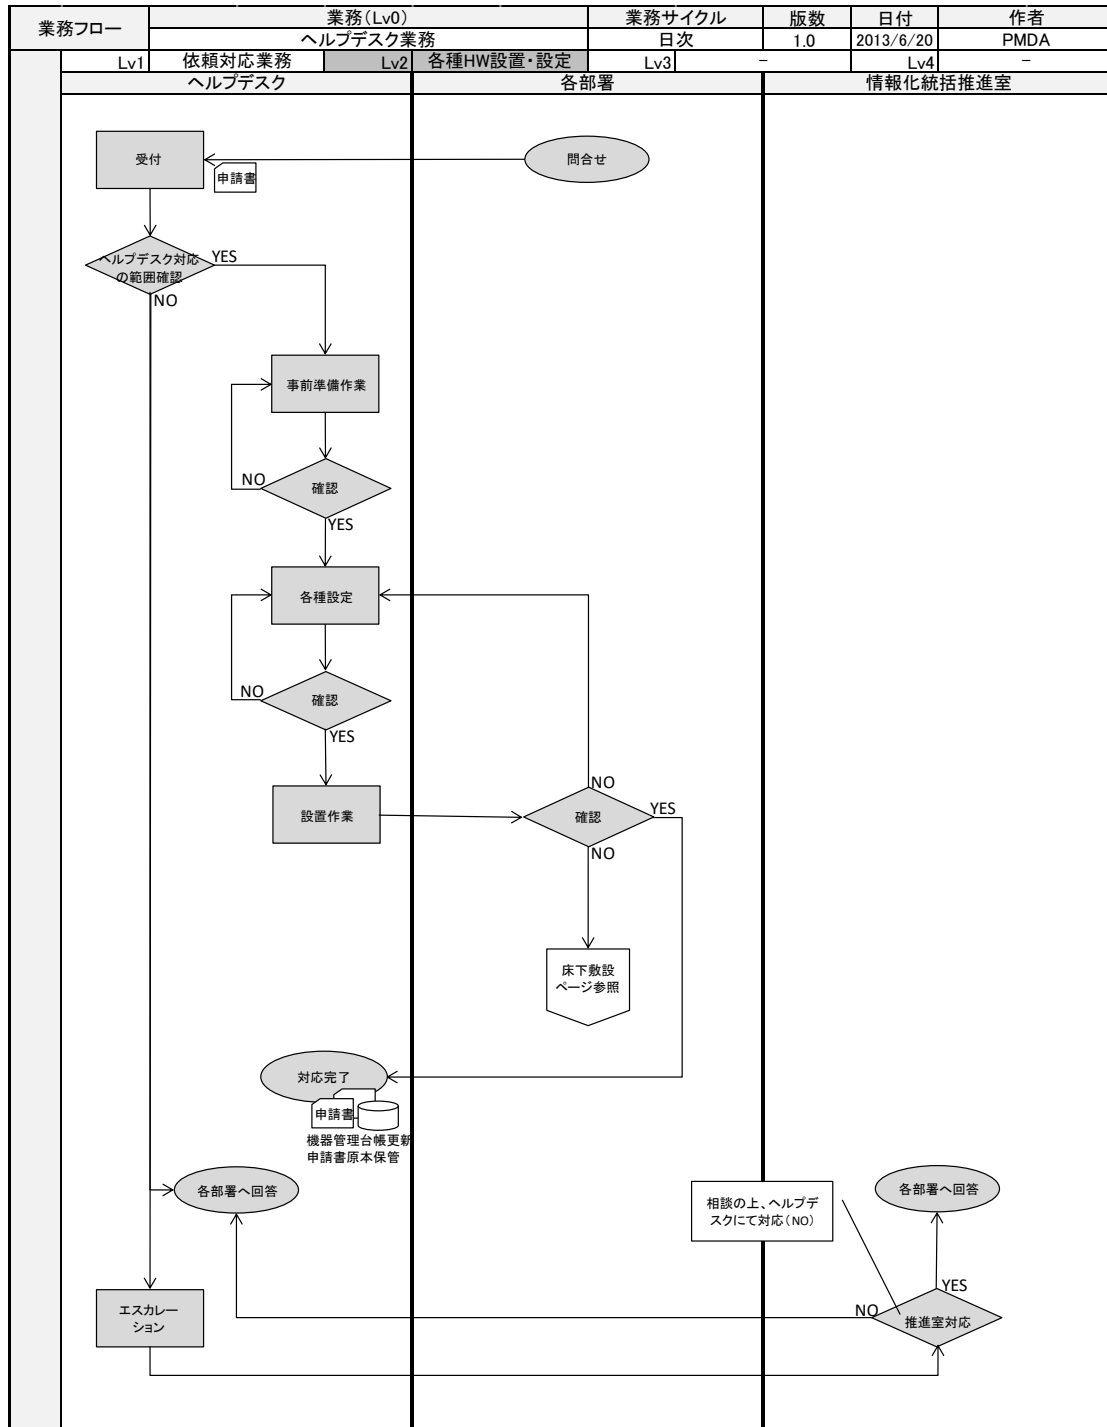 業務フロー
業務(Lv0)
業務サイクル
版数
日付
作者
ヘルプデスク業務
日次
1.0
2013/6/20
PMDA
Lv1
依頼対応業務
Lv2
各種HW設置・設定
Lv3
−
Lv4
−
ヘルプデスク
各部署
情報化統括推進室
受付
申請書
問合せ
ヘルプデスク対応
の範囲確認
YES
NO
事前準備作業
NO
確認
YES
各種設定
NO
確認
YES
設置作業
NO
確認
YES
NO
床下敷設
ページ参照
対応完了
申請書
機器管理台帳更新
申請書原本保管
各部署へ回答
相談の上、ヘルプデ
スクにて対応(NO)
各部署へ回答
YES
エスカレー
ション
NO
推進室対応